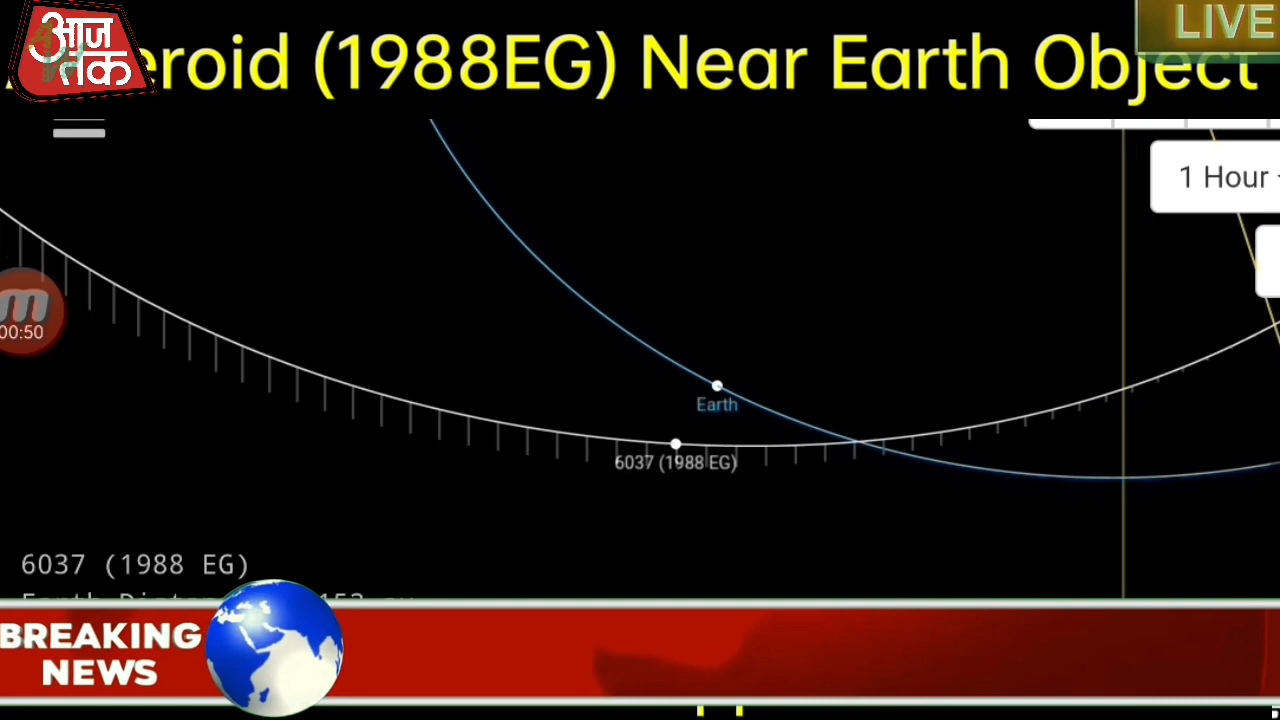 आज
तक
eroid (1988EG) Near Earth Object
LIVE
1 Hour
m
00:50
Earth
6037 (1988 EG)
6037 (1988 EG)
BREAKING
NEWS